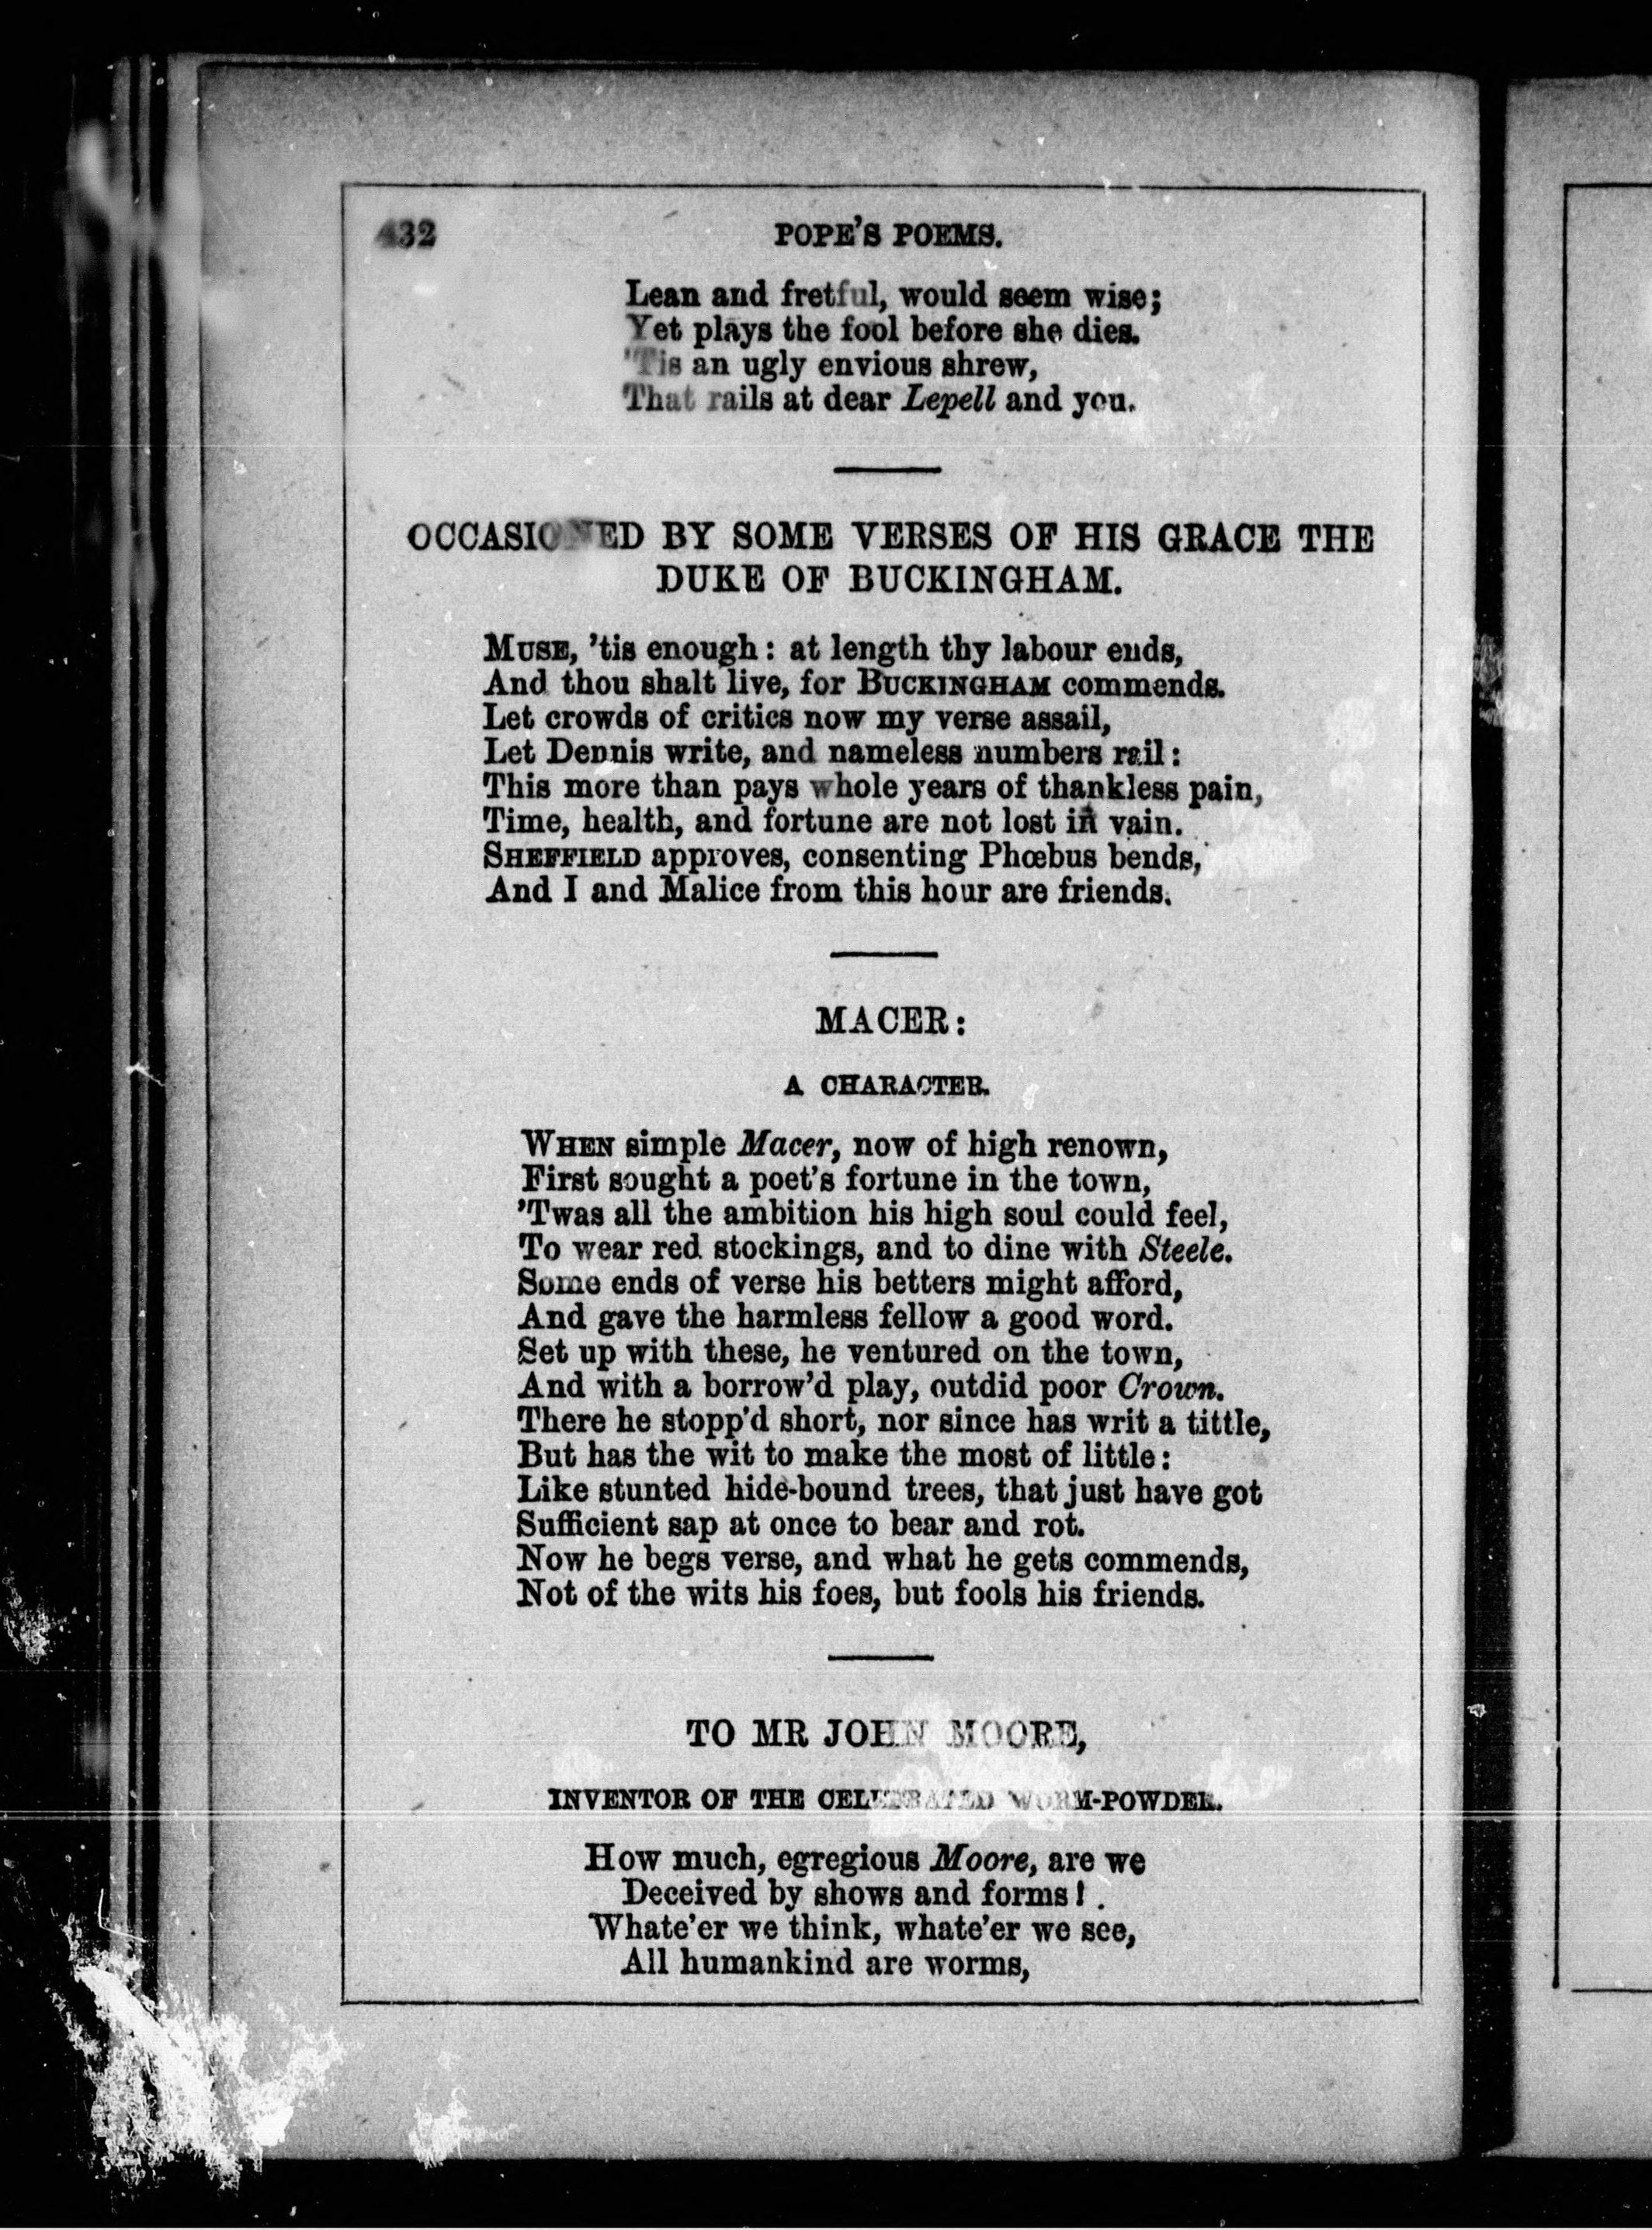 432
POPE'S POEMS.
Lean and fretful, would seem wise;
Yet plays the fool before she dies.
'Tis an ugly envious shrew,
That rails at dear Lepell and you.
OCCASIONED BY SOME VERSES OF HIS GRACE THE
DUKE OF BUCKINGHAM.
MUSE, 'tis enough: at length thy labour ends,
And thou shalt live, for BUCKINGHAM commends.
Let crowds of critics now my verse assail,
Let Dennis write, and nameless numbers rail:
This more than pays whole years of thankless pain,
Time, health, and fortune are not lost in vain.
SHEFFIELD approves, consenting Phœbus bends,
And I and Malice from this hour are friends.
MACER:
A CHARACTER.
WHEN simple Macer, now of high renown,
First sought a poet's fortune in the town,
'Twas all the ambition his high soul could feel,
To wear red stockings, and to dine with Steele.
Some ends of verse his betters might afford,
And gave the harmless fellow a good word.
Set up with these, he ventured on the town,
And with a borrow'd play, outdid poor Crown.
There he stopp'd short, nor since has writ a tittle,
But has the wit to make the most of little:
Like stunted hide-bound trees, that just have got
Sufficient sap at once to bear and rot.
Now he begs verse, and what he gets commends,
Not of the wits his foes, but fools his friends.
TO MR JOHN MOORE,
INVENTOR OF THE CELEBRATED WORM-POWDER.
How much, egregious Moore, are we
Deceived by shows and forms!
Whate'er we think, whate'er we see,
All humankind are worms,